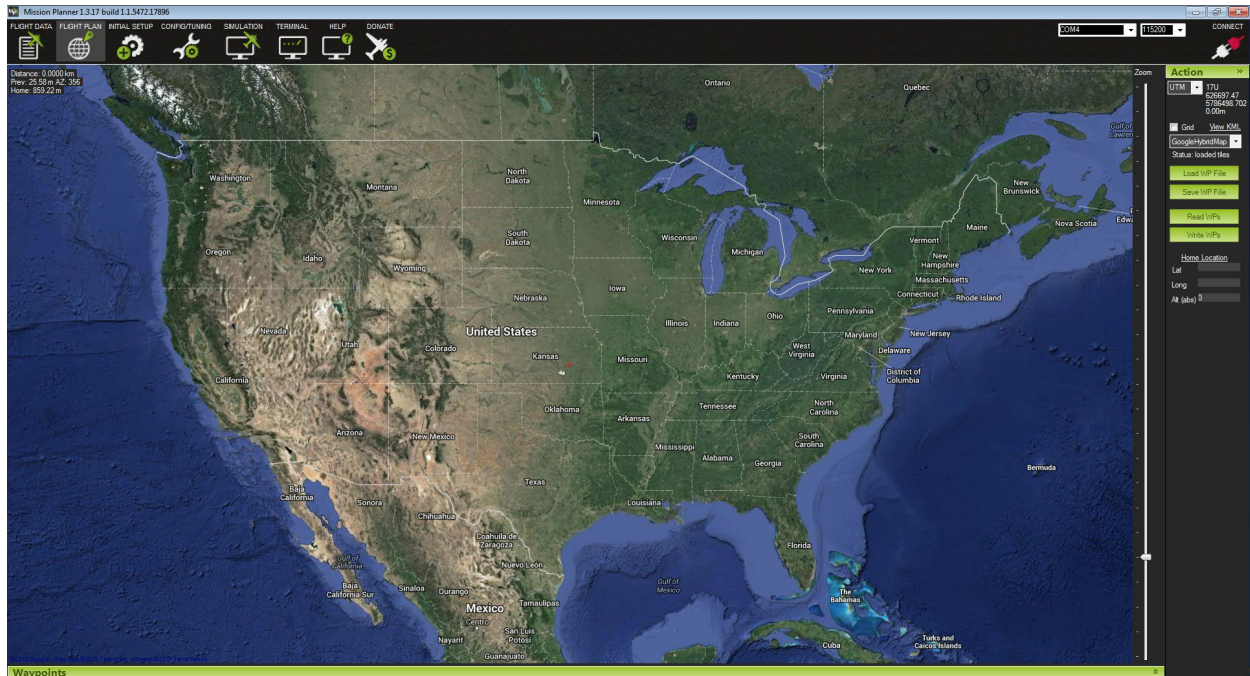 Mission Planner 1.3.17 build 1.1.5472.17896
FLIGHT DATA
FLIGHT PLAN
INITIAL SETUP
CONFIG/TUNING
SIMULATION
TERMINAL
HELP
DONATE
COM4
115200
CONNECT
Distance: 0.0000 km
Prev: 25.58 m AZ: 356
Home: 859.22 m
Zoom
Action
UTM
17U
626697.47
5786498.702
0.00m
Grid
View KML
GoogleHybridMap
Status: loaded tiles
Load WP File
Save WP File
Read WPs
Write WPs
Home Location
Lat
Long
Alt (abs)
0
Ontario
Quebec
Gulf of
Washington
Montana
North
Dakota
Minnesota
New
Brunswick
Nova Scotia
Maine
South
Dakota
Wisconsin
Michigan
Vermont
New
Hampshire
Oregon
Idaho
Wyoming
New York
Massachusetts
Connecticut
Rhode Island
Nebraska
Iowa
Illinois
Indiana
Ohio
Pennsylvania
New Jersey
Nevada
Utah
Colorado
United States
Kansas
Missouri
West
Virginia
Maryland
Delaware
District of
Columbia
California
Kentucky
Virginia
Oklahoma
Arkansas
Tennessee
North
Carolina
Arizona
New Mexico
Mississippi
Alabama
Georgia
South
Carolina
Bermuda
Baja
California
Sonora
Chihuahua
Texas
Louisiana
Coahuila de
Zaragoza
Florida
Gulf of
California
Nuevo León
Baja
California Sur
Sinaloa
Durango
Gulf of
Mexico
The
Bahamas
Mexico
Tamaulipas
Centro
San Luis
Potosí
Nayarit
Guanajuato
Cuba
Turks and
Caicos Islands
Waypoints